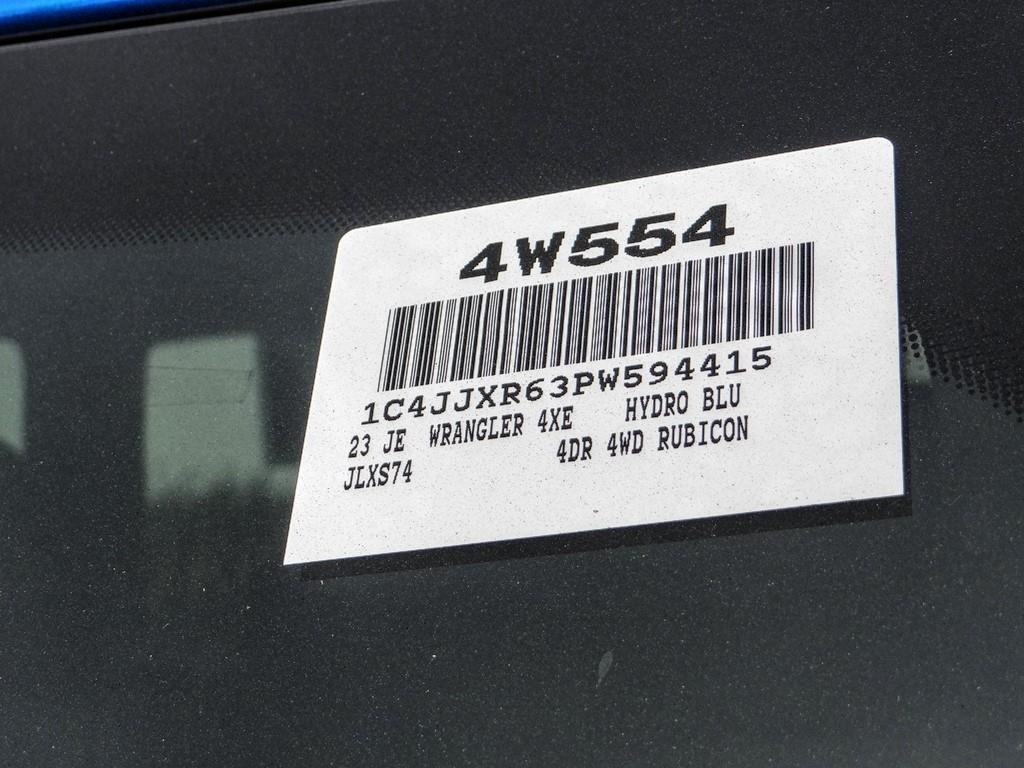 4W554
1C4JJXR63PW594415
23 JE WRANGLER 4XE HYDRO BLU
JLXS74 4DR 4WD RUBICON